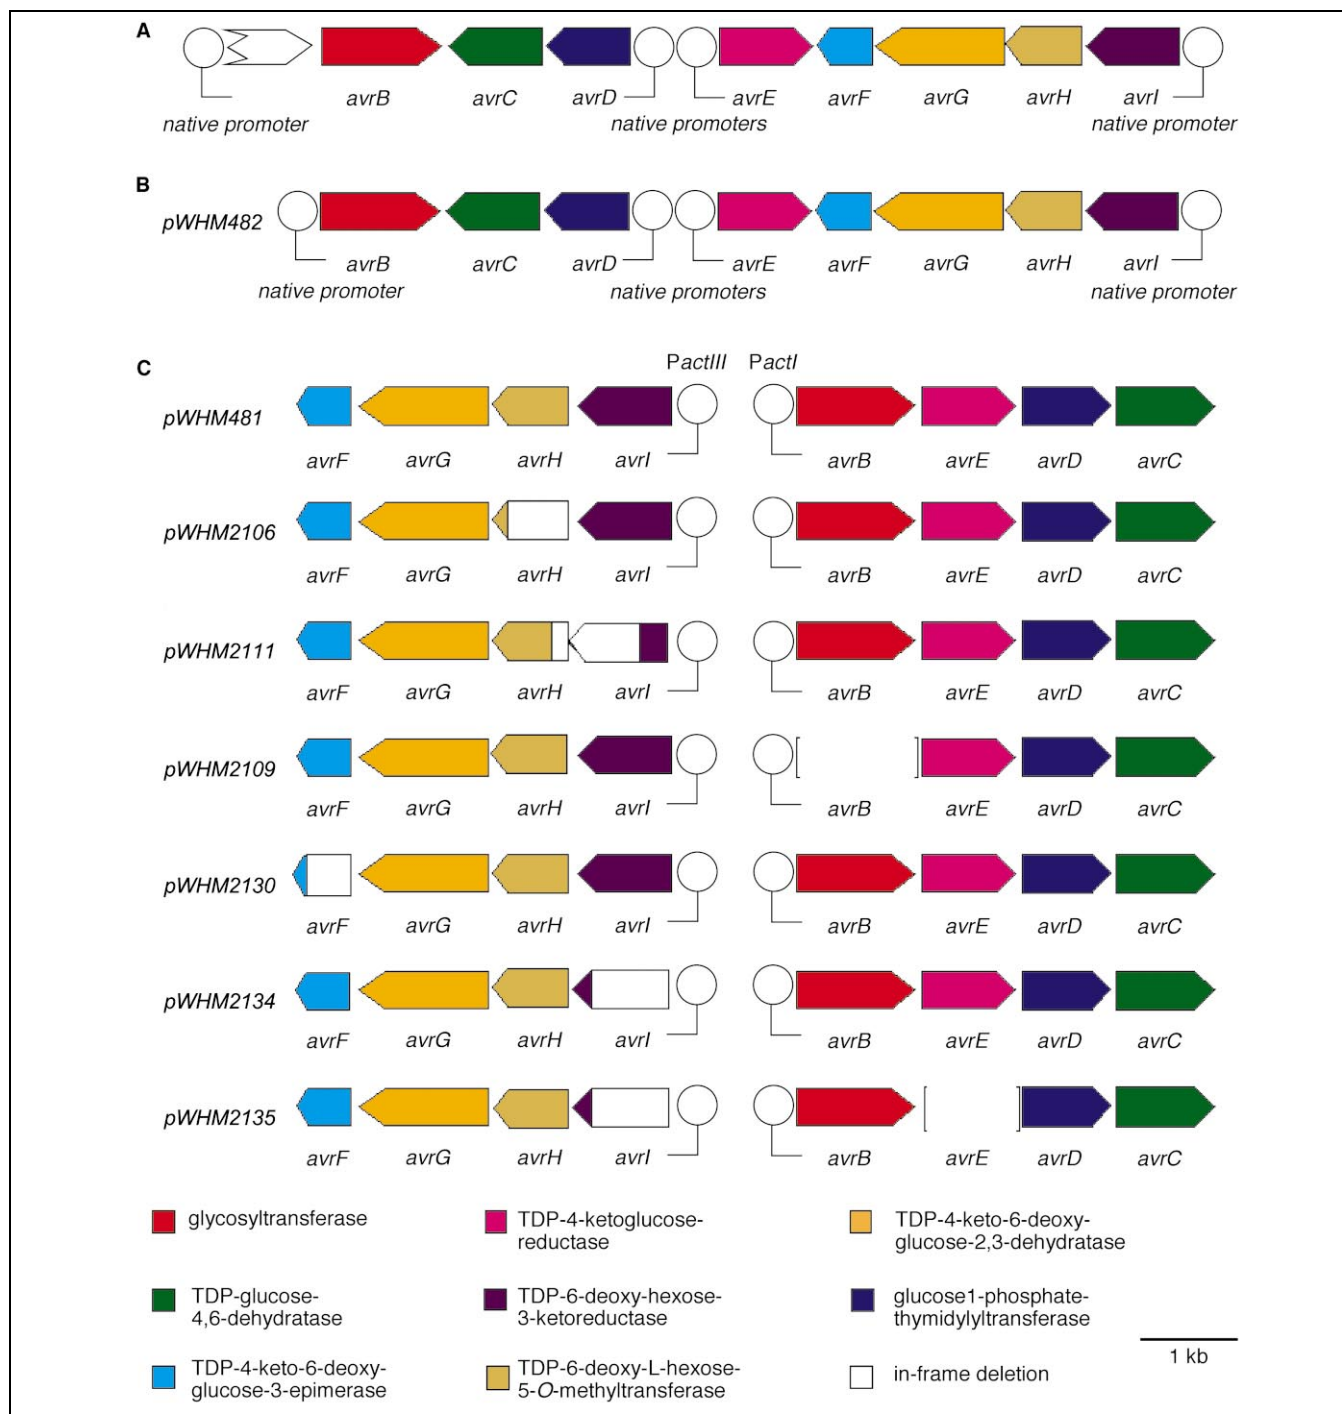 A
avrB avrC avrD avrE avrF avrG avrH avrI
native promoter native promoters native promoter
B
pWHM482
avrB avrC avrD avrE avrF avrG avrH avrI
native promoter native promoters native promoter
C
PactIII PactI
pWHM481
avrF avrG avrH avrI avrB avrE avrD avrC
pWHM2106
avrF avrG avrH avrI avrB avrE avrD avrC
pWHM2111
avrF avrG avrH avrI avrB avrE avrD avrC
pWHM2109
avrF avrG avrH avrI avrB avrE avrD avrC
pWHM2130
avrF avrG avrH avrI avrB avrE avrD avrC
pWHM2134
avrF avrG avrH avrI avrB avrE avrD avrC
pWHM2135
avrF avrG avrH avrI avrB avrE avrD avrC
glycosyltransferase
TDP-4-ketoglucose-
reductase
TDP-4-keto-6-deoxy-
glucose-2,3-dehydratase
TDP-glucose-
4,6-dehydratase
TDP-6-deoxy-hexose-
3-ketoreductase
glucose1-phosphate-
thymidylyltransferase
TDP-4-keto-6-deoxy-
glucose-3-epimerase
TDP-6-deoxy-L-hexose-
5-O-methyltransferase
in-frame deletion
1 kb